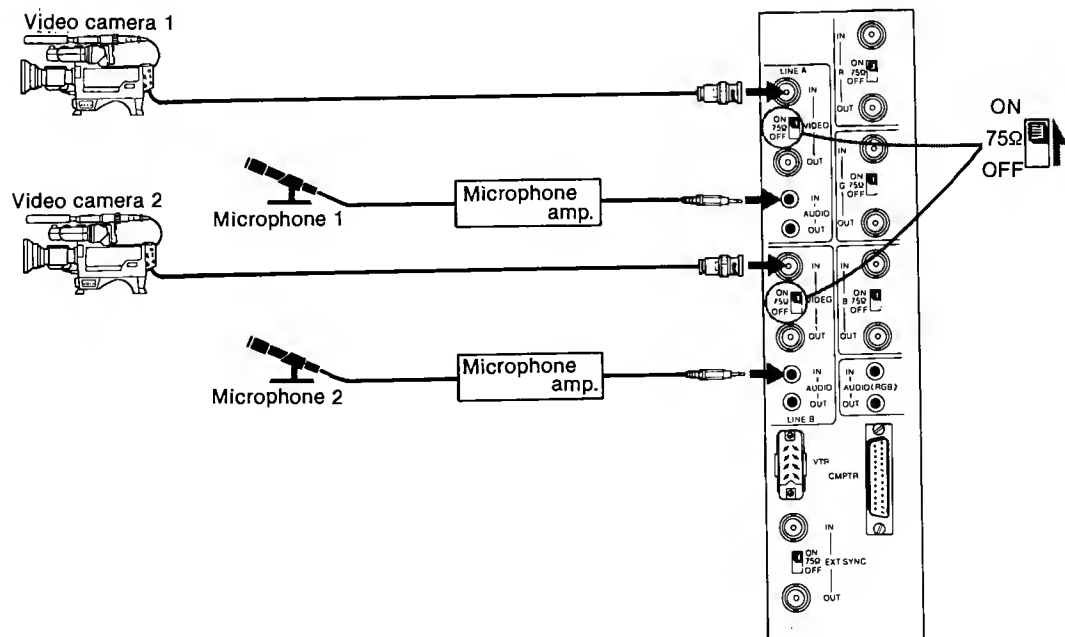 Video camera 1
Microphone 1
Microphone
amp.
Video camera 2
Microphone 2
Microphone
amp.
LINE A
IN
ON
75Ω
OFF
VIDEO
OUT
IN
AUDIO
OUT
IN
ON
75Ω
OFF
VIDEO
OUT
IN
AUDIO
OUT
LINE B
IN
R
ON
75Ω
OFF
OUT
IN
G
ON
75Ω
OFF
OUT
IN
B
ON
75Ω
OFF
OUT
IN
AUDIO(RGB)
OUT
VTR
CMPTR
IN
ON
75Ω
OFF
EXT SYNC
OUT
ON
75Ω
OFF